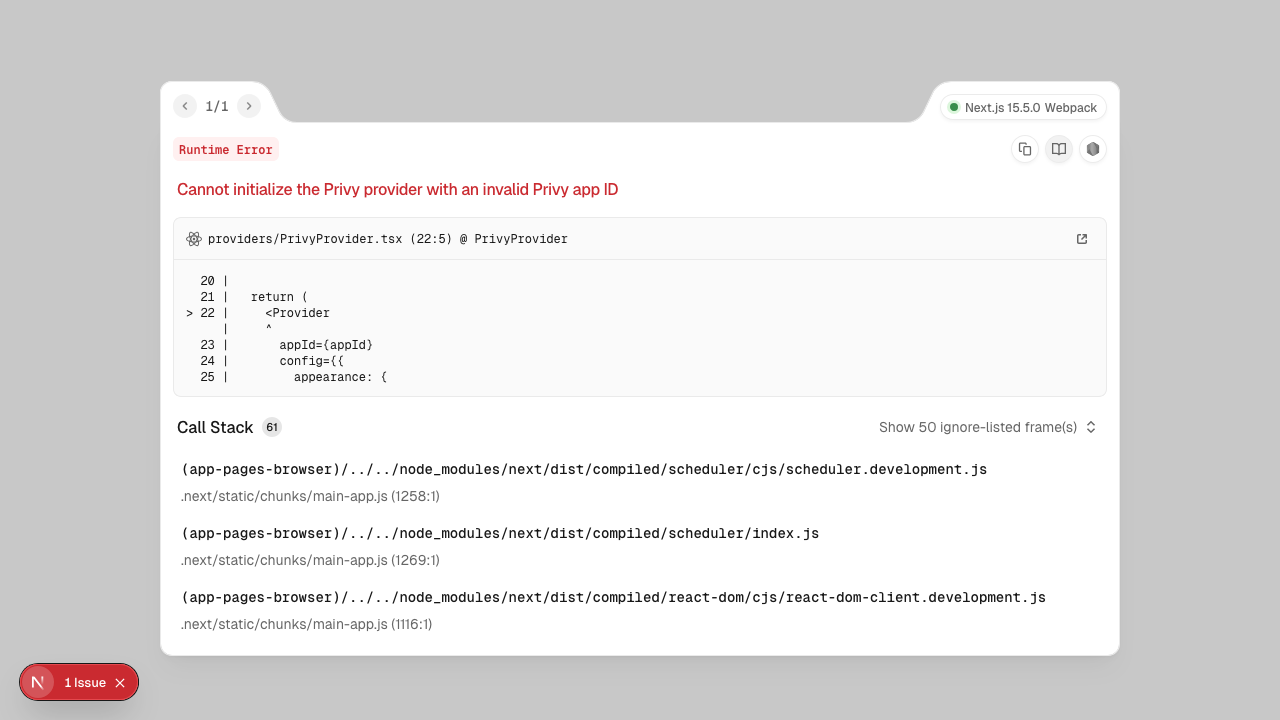 1/1
Next.js 15.5.0 Webpack
Runtime Error
Cannot initialize the Privy provider with an invalid Privy app ID
providers/PrivyProvider.tsx (22:5) @ PrivyProvider
  20 |
  21 |   return (
> 22 |     <Provider
     |     ^
  23 |       appId={appId}
  24 |       config={{
  25 |         appearance: {
Call Stack 61
Show 50 ignore-listed frame(s)
(app-pages-browser)/../../node_modules/next/dist/compiled/scheduler/cjs/scheduler.development.js
.next/static/chunks/main-app.js (1258:1)
(app-pages-browser)/../../node_modules/next/dist/compiled/scheduler/index.js
.next/static/chunks/main-app.js (1269:1)
(app-pages-browser)/../../node_modules/next/dist/compiled/react-dom/cjs/react-dom-client.development.js
.next/static/chunks/main-app.js (1116:1)
N 1 Issue